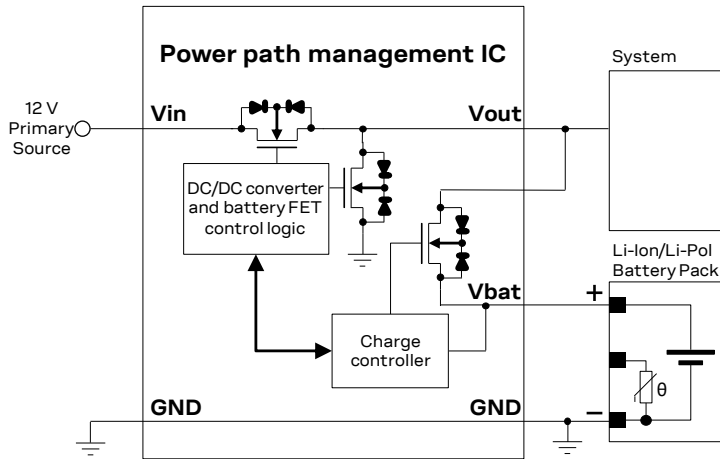 Power path management IC
System
12 V
Primary
Source
Vin
Vout
DC/DC converter
and battery FET
control logic
Li-Ion/Li-Pol
Battery Pack
Vbat
+
Charge
controller
θ
GND
GND
−